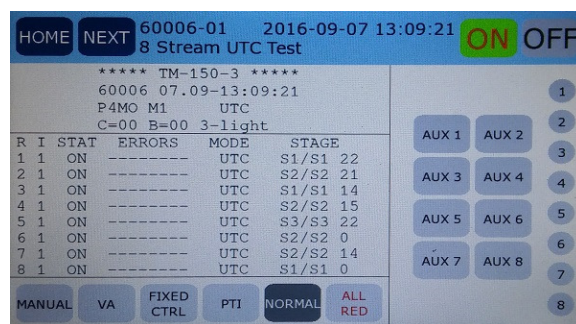 HOME NEXT 60006-01 2016-09-07 13:09:21 ON OFF
8 Stream UTC Test
***** TM-150-3 *****
60006 07.09-13:09:21
P4MO M1 UTC
C=00 B=00 3-light
R I STAT ERRORS MODE STAGE
1 1 ON -------- UTC S1/S1 22
2 1 ON -------- UTC S2/S2 21
3 1 ON -------- UTC S1/S1 14
4 1 ON -------- UTC S2/S2 15
5 1 ON -------- UTC S3/S3 22
6 1 ON -------- UTC S2/S2 0
7 1 ON -------- UTC S2/S2 14
8 1 ON -------- UTC S1/S1 0
MANUAL VA FIXED CTRL PTI NORMAL ALL RED
AUX 1 AUX 2
AUX 3 AUX 4
AUX 5 AUX 6
AUX 7 AUX 8
1
2
3
4
5
6
7
8